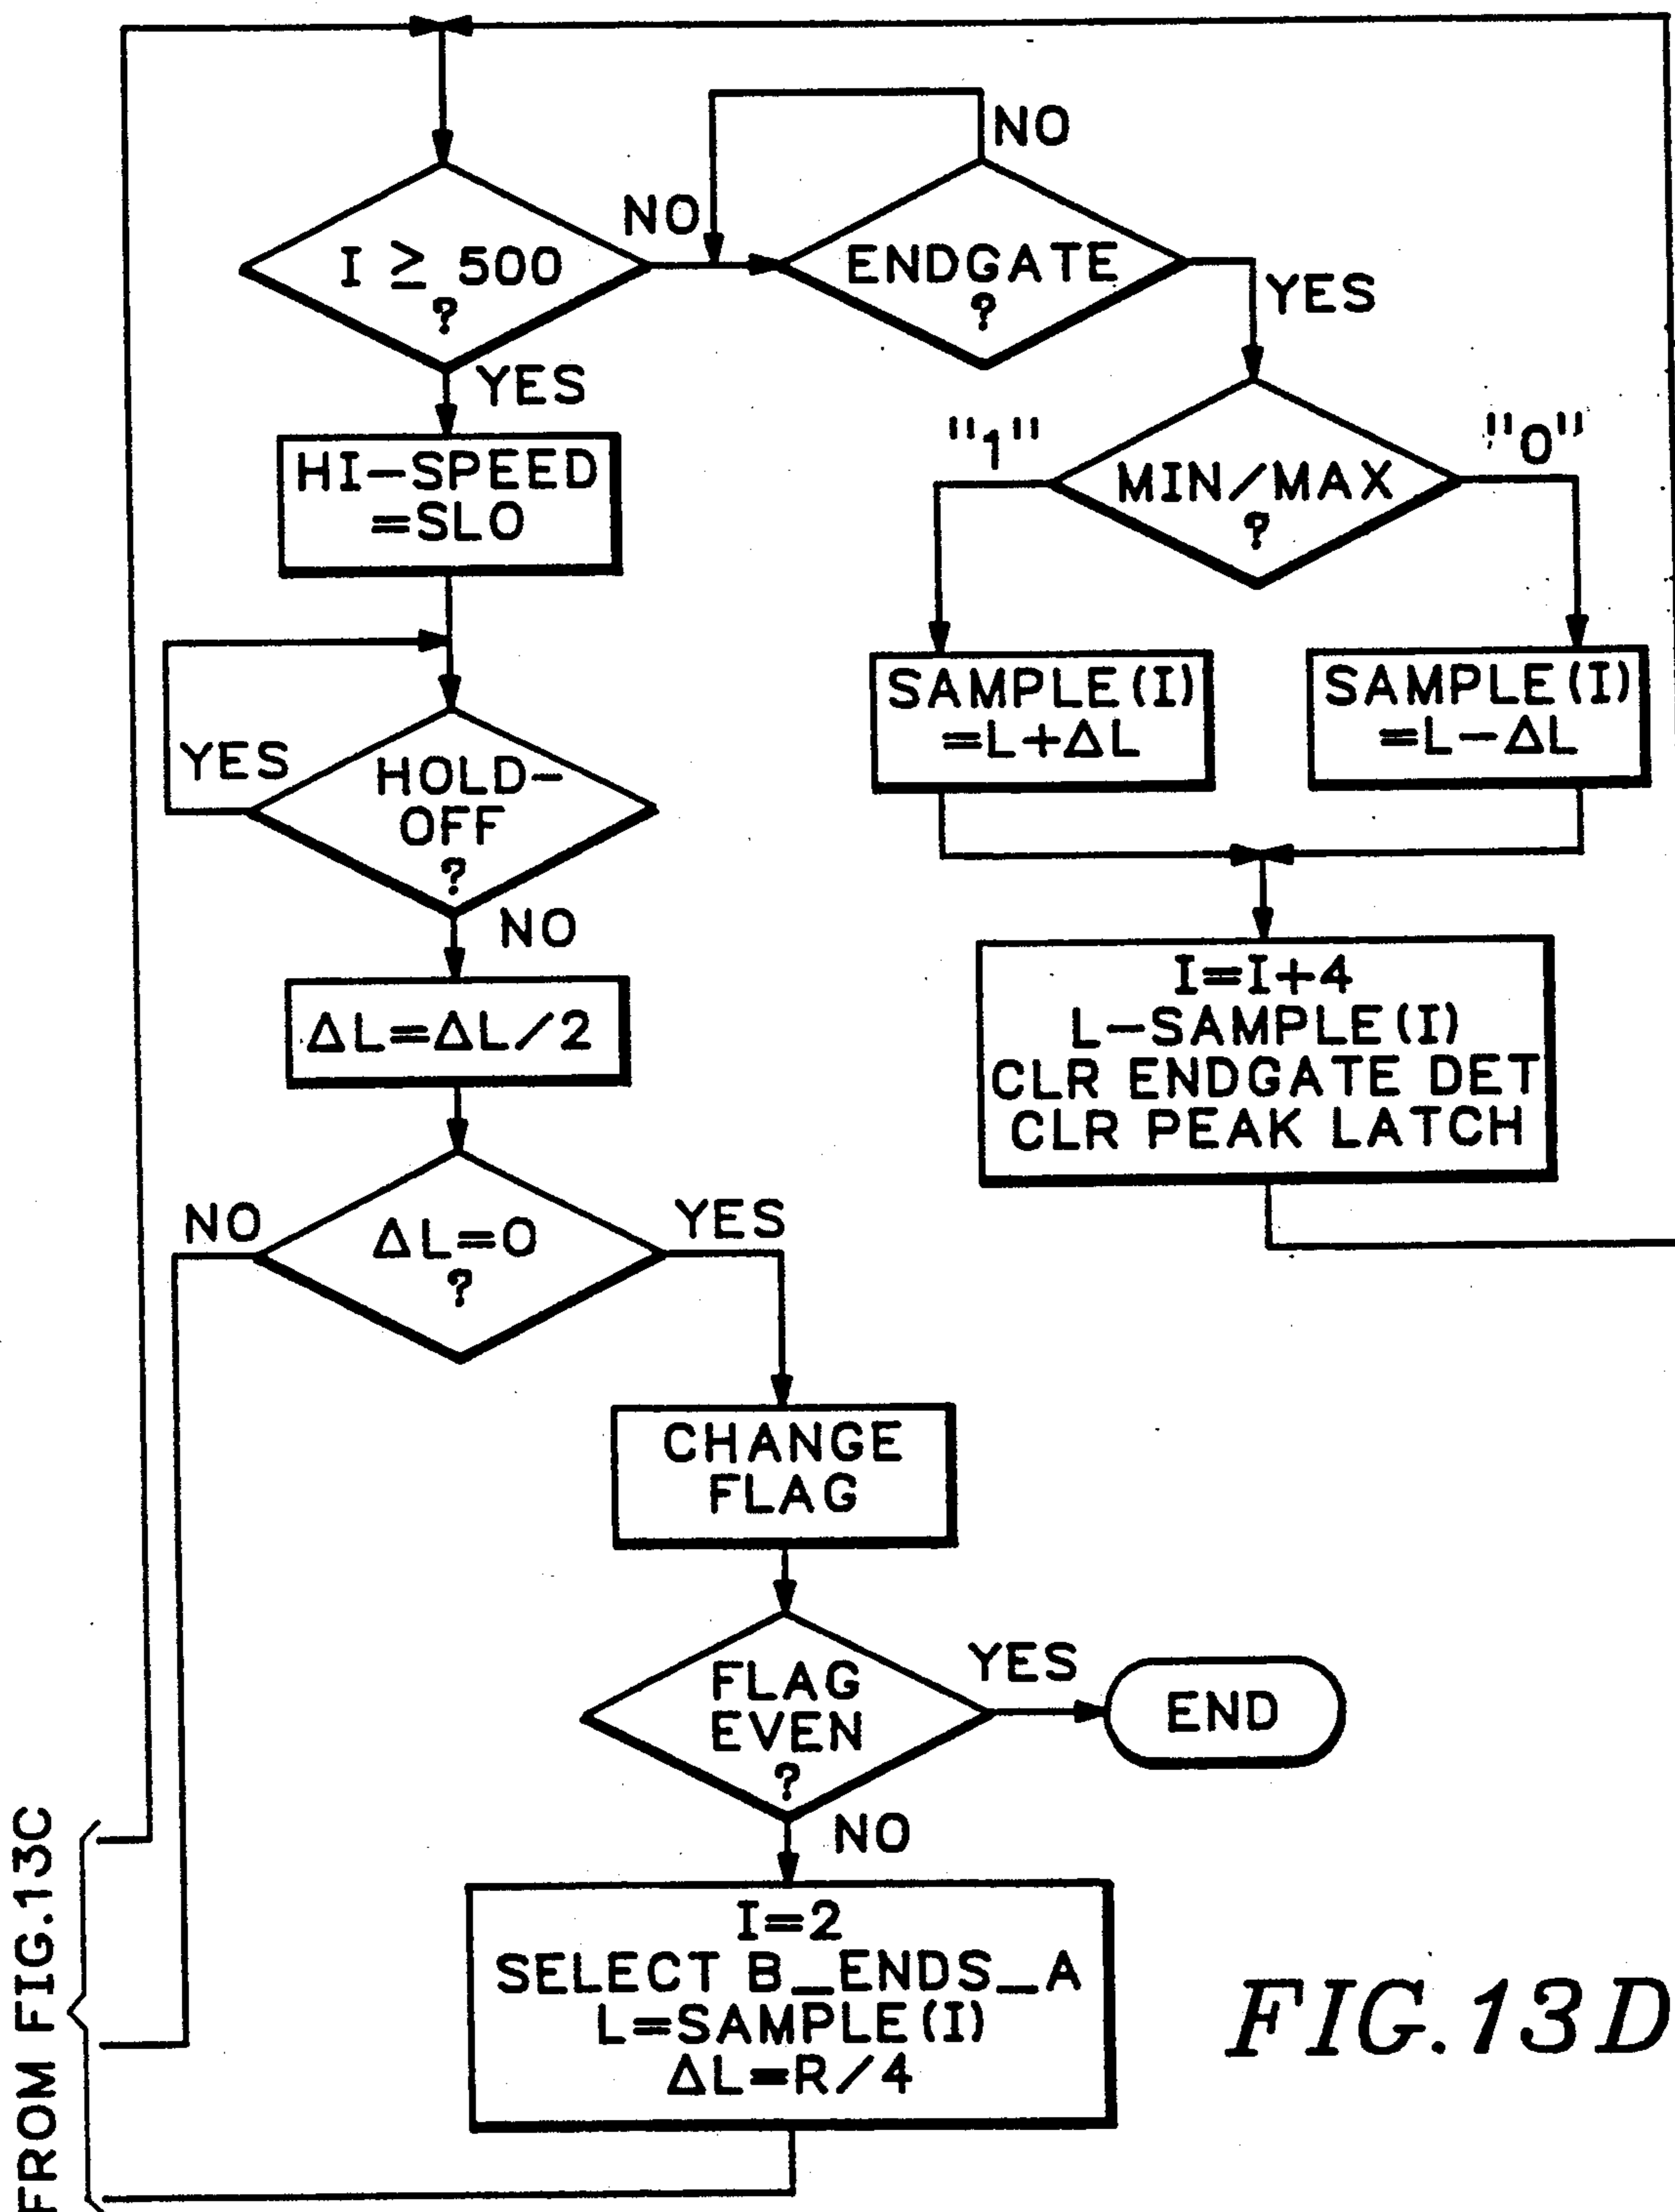 NO
NO
I ≥ 500
?
ENDGATE
?
YES
YES
HI-SPEED
=SLO
"1"
"0"
MIN/MAX
?
YES
HOLD-
OFF
?
NO
SAMPLE(I)
=L+ΔL
SAMPLE(I)
=L-ΔL
ΔL=ΔL/2
I=I+4
L-SAMPLE(I)
CLR ENDGATE DET
CLR PEAK LATCH
NO
ΔL=0
?
YES
CHANGE
FLAG
FLAG
EVEN
?
YES
END
NO
I=2
SELECT B_ENDS_A
L=SAMPLE(I)
ΔL=R/4
FROM FIG.13C
FIG.13D